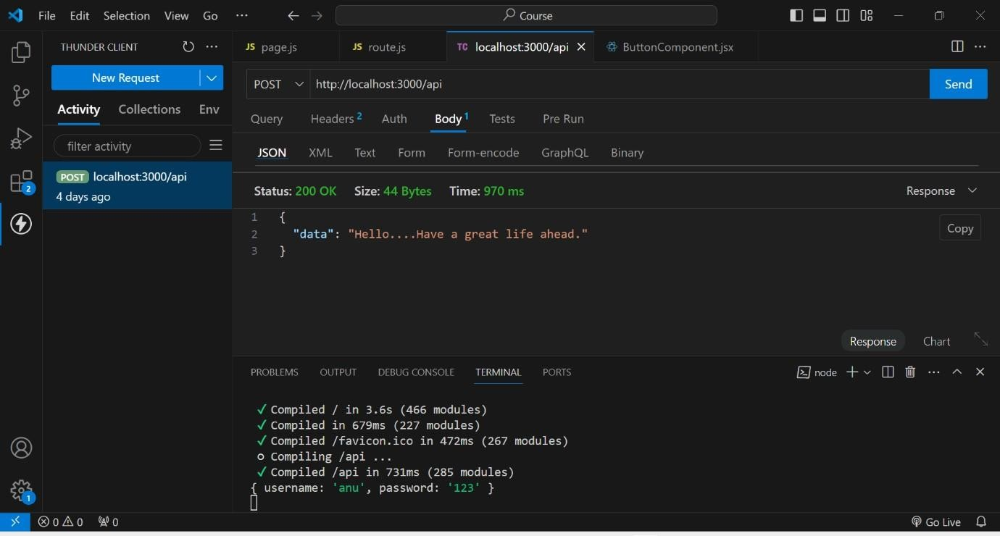 File Edit Selection View Go ··· Course
THUNDER CLIENT ···
JS page.js JS route.js TC localhost:3000/api ButtonComponent.jsx ···
New Request
POST http://localhost:3000/api Send
Activity Collections Env
Query Headers 2 Auth Body 1 Tests Pre Run
filter activity
JSON XML Text Form Form-encode GraphQL Binary
POST localhost:3000/api
4 days ago
2
Status: 200 OK Size: 44 Bytes Time: 970 ms Response
1 {
2 "data": "Hello....Have a great life ahead."
3 }
Copy
Response Chart
PROBLEMS OUTPUT DEBUG CONSOLE TERMINAL PORTS node ···
✓ Compiled / in 3.6s (466 modules)
✓ Compiled in 679ms (227 modules)
✓ Compiled /favicon.ico in 472ms (267 modules)
○ Compiling /api ...
✓ Compiled /api in 731ms (285 modules)
{ username: 'anu', password: '123' }
1
0 0 0 Go Live